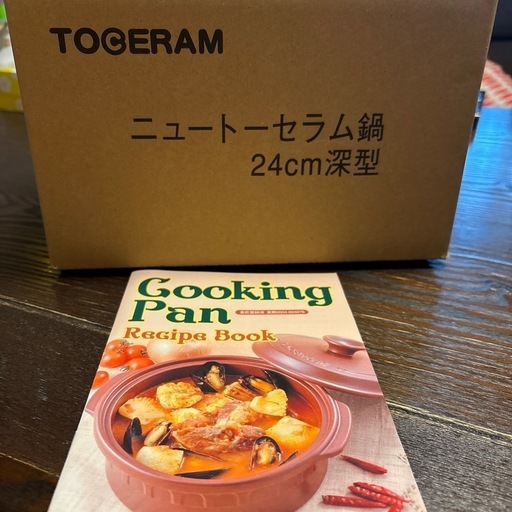 TOCERAM
ニュートーセラム鍋
24cm深型
Cooking
Pan
Recipe Book